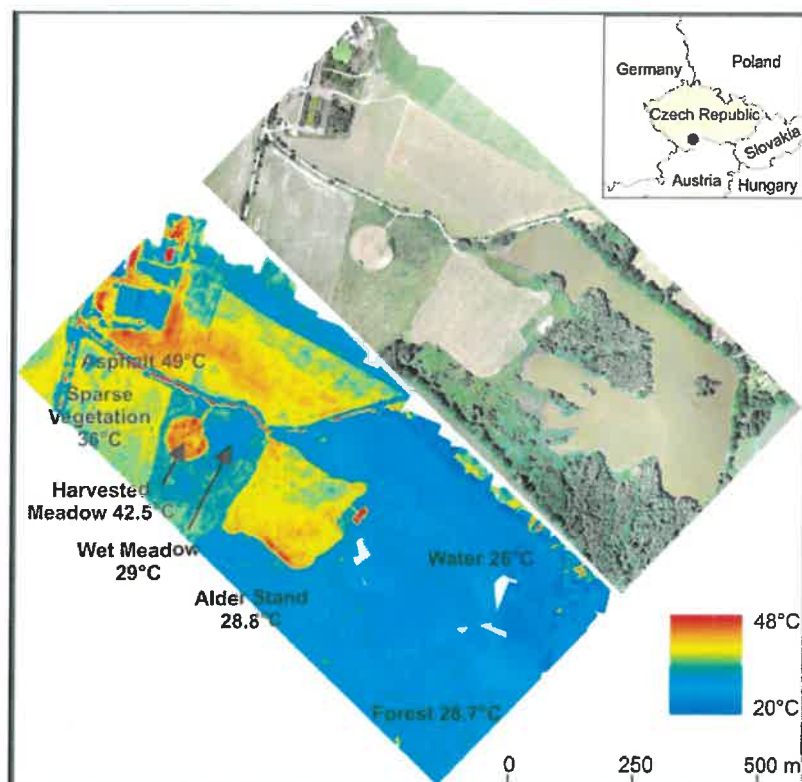 Germany
Poland
Czech Republic
Slovakia
Austria
Hungary
Asphalt 49°C
Sparse
Vegetation
36°C
Harvested
Meadow 42.5°C
Wet Meadow
29°C
Alder Stand
28.8°C
Water 26°C
Forest 28.7°C
48°C
20°C
0
250
500 m